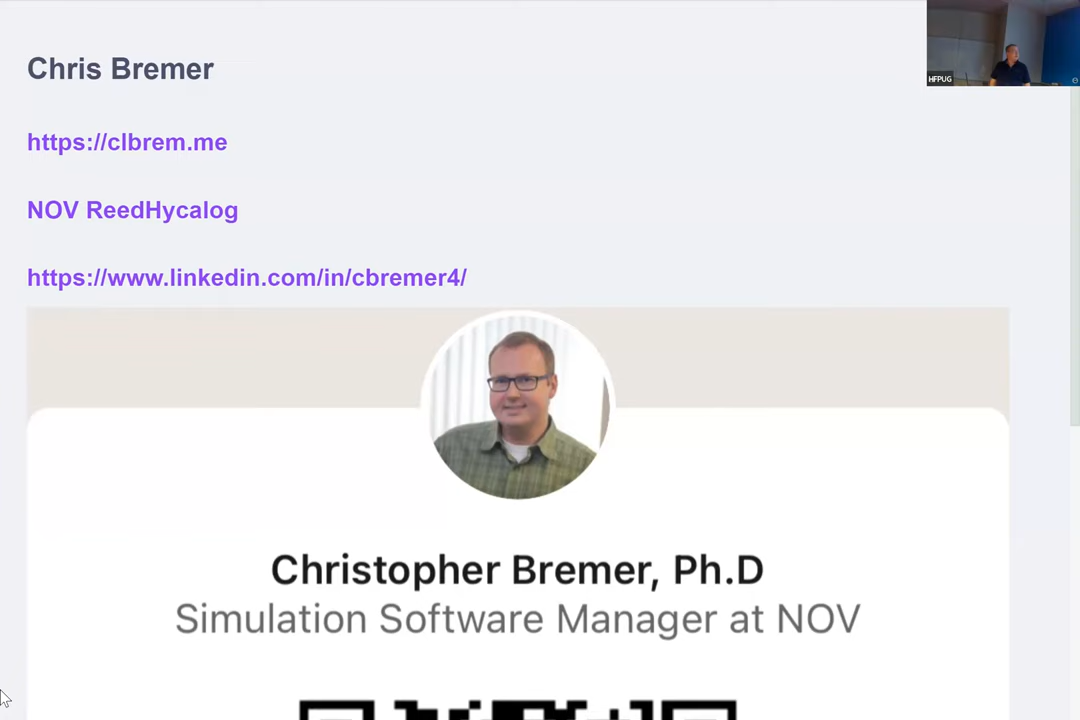 Chris Bremer
HFPUG
https://clbrem.me
NOV ReedHycalog
https://www.linkedin.com/in/cbremer4/
Christopher Bremer, Ph.D
Simulation Software Manager at NOV